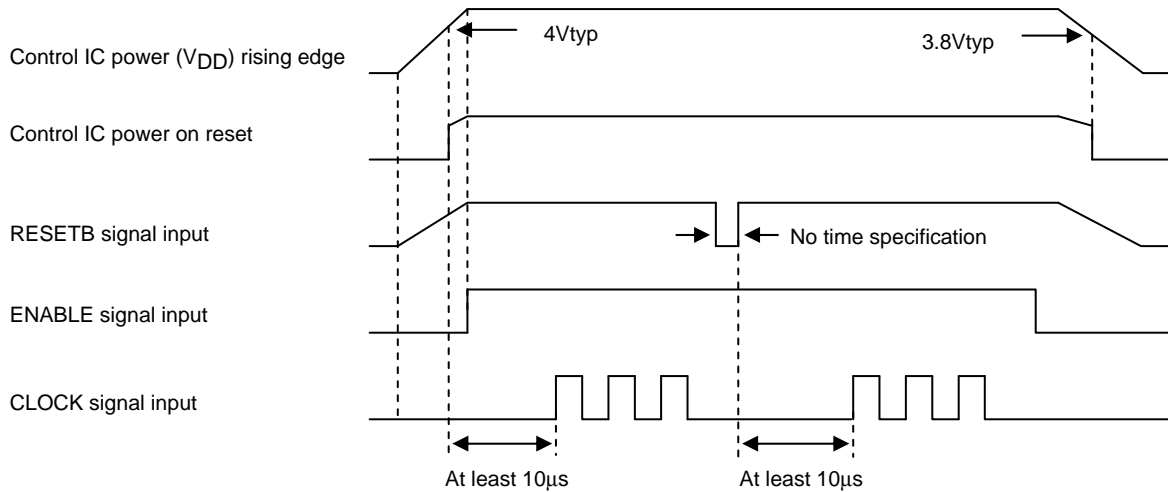 4Vtyp
3.8Vtyp
Control IC power (VDD) rising edge
Control IC power on reset
RESETB signal input
No time specification
ENABLE signal input
CLOCK signal input
At least 10μs
At least 10μs